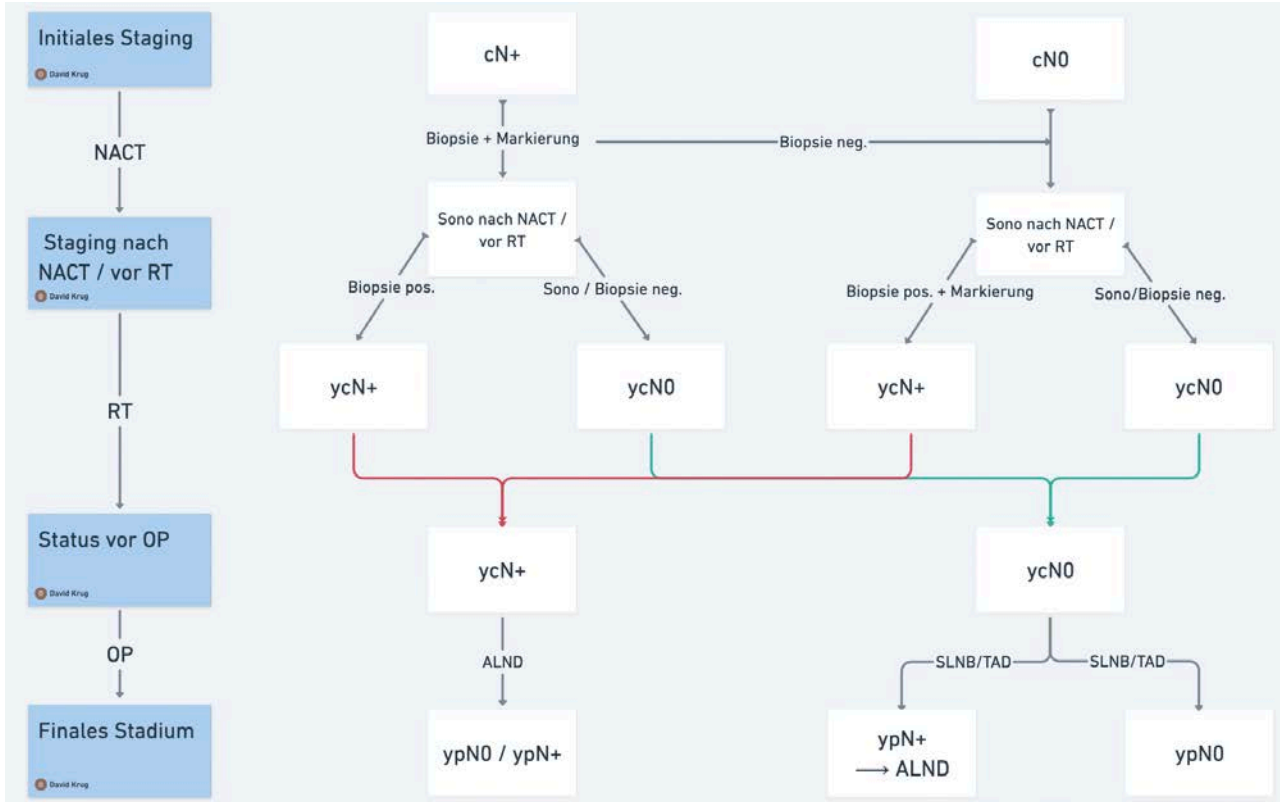 Initiales Staging
David Krug
cN+
cN0
NACT
Biopsie + Markierung
Biopsie neg.
Staging nach
NACT / vor RT
David Krug
Sono nach NACT /
vor RT
Sono nach NACT /
vor RT
Biopsie pos.
Sono / Biopsie neg.
Biopsie pos. + Markierung
Sono/Biopsie neg.
ycN+
ycN0
ycN+
ycN0
RT
Status vor OP
David Krug
ycN+
ycN0
OP
ALND
SLNB/TAD
SLNB/TAD
Finales Stadium
David Krug
ypN0 / ypN+
ypN+
⟶ ALND
ypN0